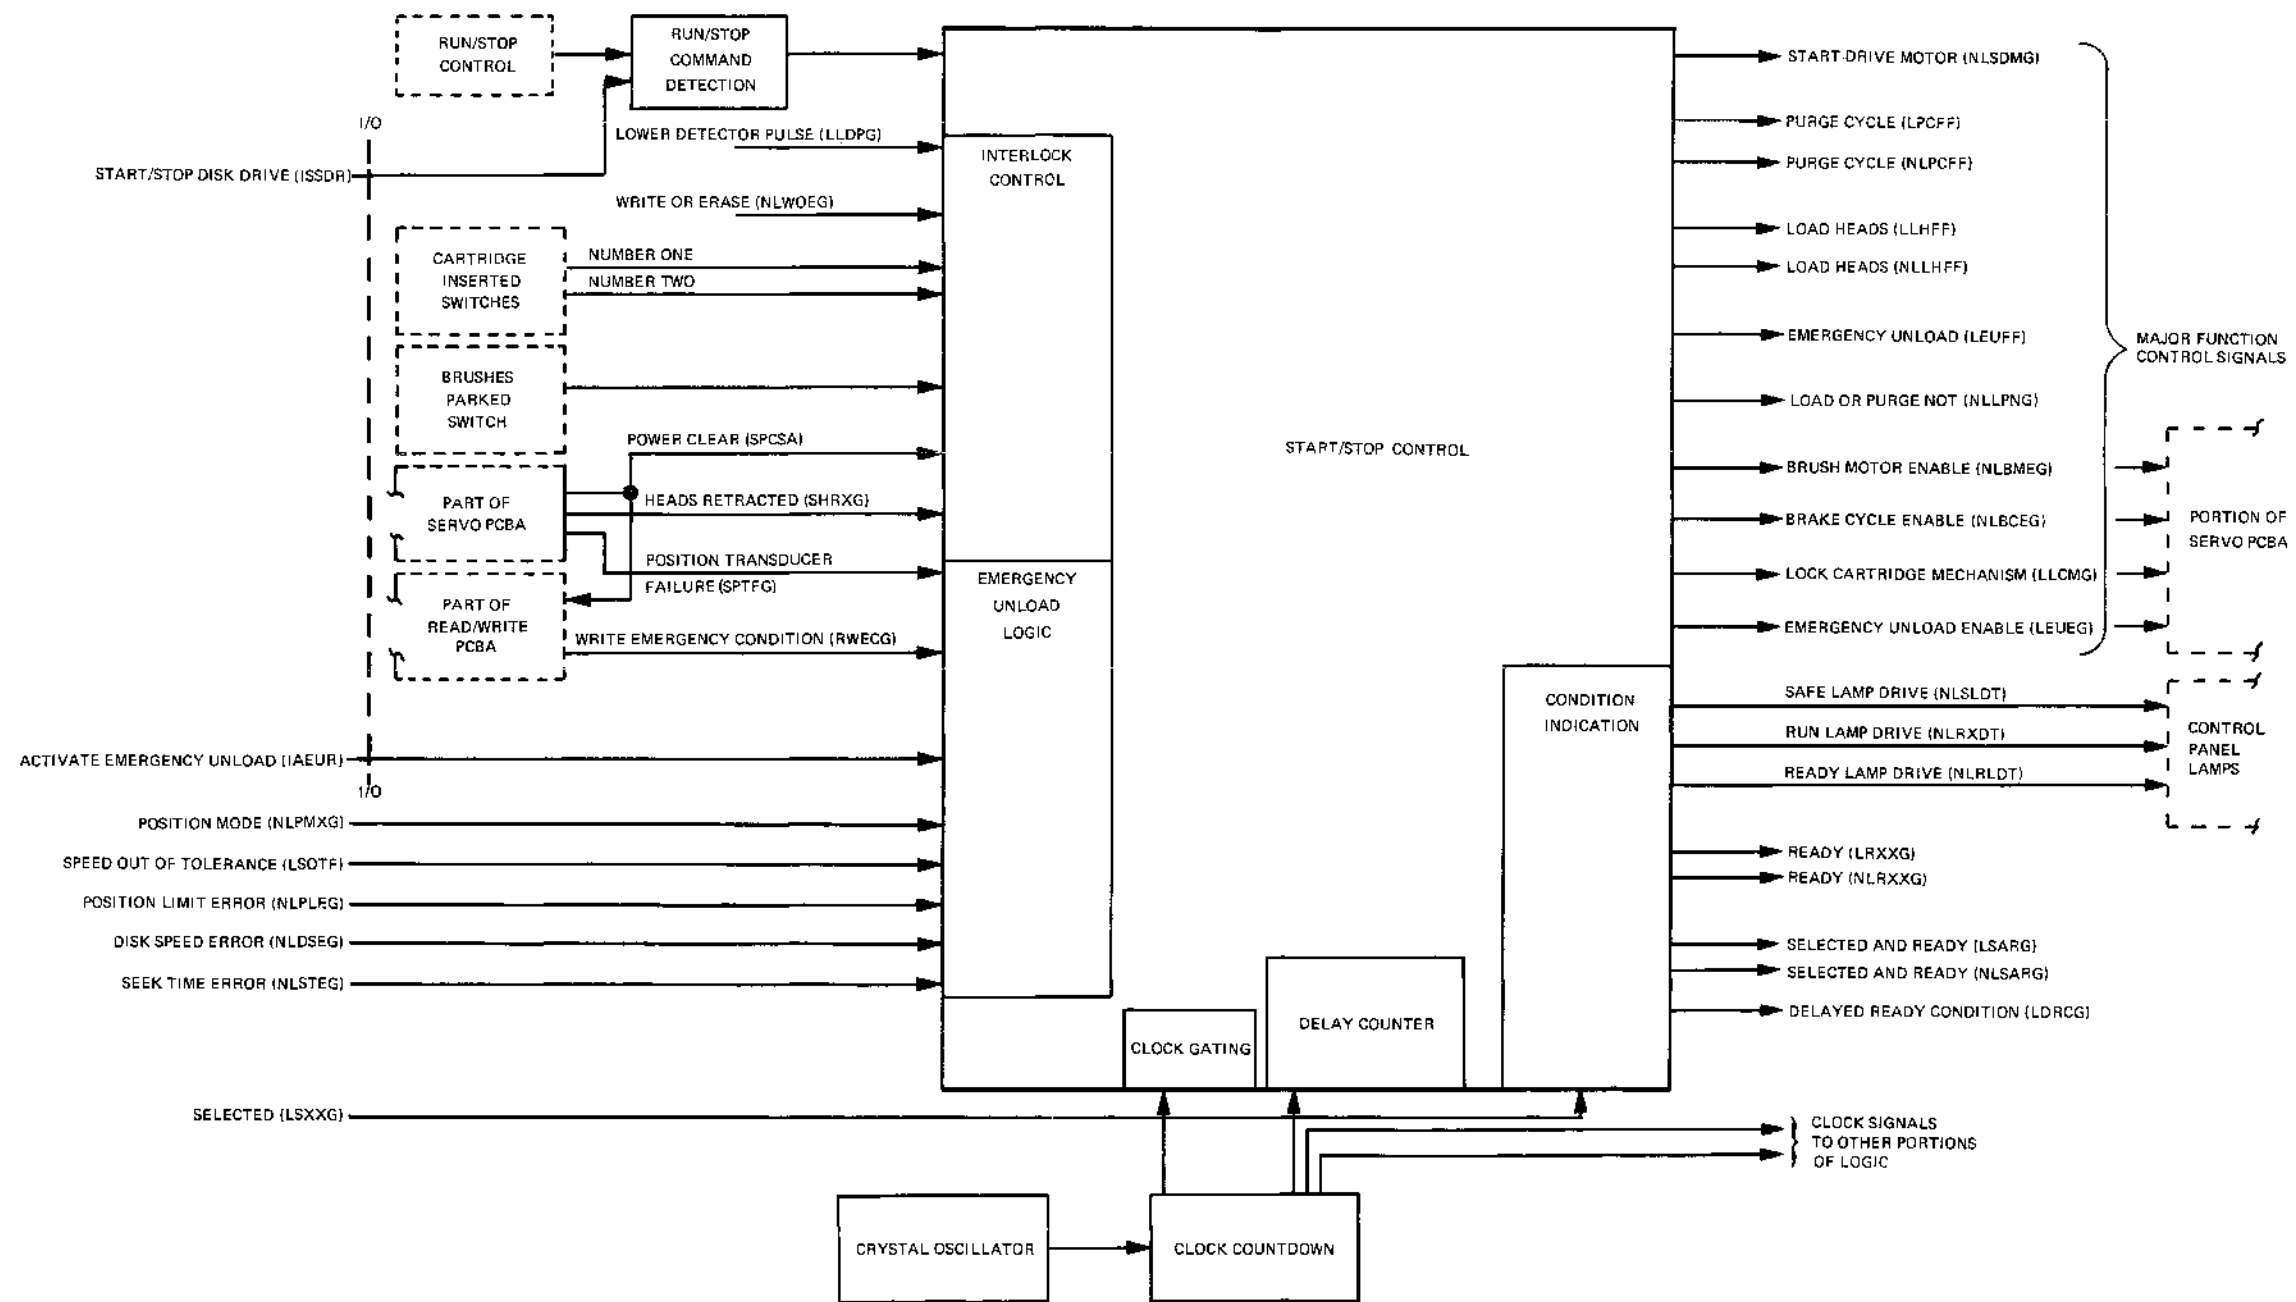 RUN/STOP
CONTROL
RUN/STOP
COMMAND
DETECTION
I/O
START/STOP DISK DRIVE (ISSDR)
LOWER DETECTOR PULSE (LLDPG)
WRITE OR ERASE (NLWOEG)
CARTRIDGE
INSERTED
SWITCHES
NUMBER ONE
NUMBER TWO
BRUSHES
PARKED
SWITCH
POWER CLEAR (SPCSA)
PART OF
SERVO PCBA
HEADS RETRACTED (SHRXG)
POSITION TRANSDUCER
FAILURE (SPTFG)
PART OF
READ/WRITE
PCBA
WRITE EMERGENCY CONDITION (RWECG)
ACTIVATE EMERGENCY UNLOAD (IAEUR)
I/O
POSITION MODE (NLPMXG)
SPEED OUT OF TOLERANCE (LSOTF)
POSITION LIMIT ERROR (NLPLEG)
DISK SPEED ERROR (NLDSEG)
SEEK TIME ERROR (NLSTEG)
SELECTED (LSXXG)
INTERLOCK
CONTROL
EMERGENCY
UNLOAD
LOGIC
START/STOP CONTROL
CLOCK GATING
DELAY COUNTER
CONDITION
INDICATION
CRYSTAL OSCILLATOR
CLOCK COUNTDOWN
START DRIVE MOTOR (NLSDMG)
PURGE CYCLE (LPCFF)
PURGE CYCLE (NLPCFF)
LOAD HEADS (LLHFF)
LOAD HEADS (NLLHFF)
EMERGENCY UNLOAD (LEUFF)
LOAD OR PURGE NOT (NLLPNG)
BRUSH MOTOR ENABLE (NLBMEG)
BRAKE CYCLE ENABLE (NLBCEG)
LOCK CARTRIDGE MECHANISM (LLCMG)
EMERGENCY UNLOAD ENABLE (LEUEG)
MAJOR FUNCTION
CONTROL SIGNALS
PORTION OF
SERVO PCBA
SAFE LAMP DRIVE (NLSLDT)
RUN LAMP DRIVE (NLRXDT)
READY LAMP DRIVE (NLRLDT)
CONTROL
PANEL
LAMPS
READY (LRXXG)
READY (NLRXXG)
SELECTED AND READY (LSARG)
SELECTED AND READY (NLSARG)
DELAYED READY CONDITION (LDRCG)
CLOCK SIGNALS
TO OTHER PORTIONS
OF LOGIC